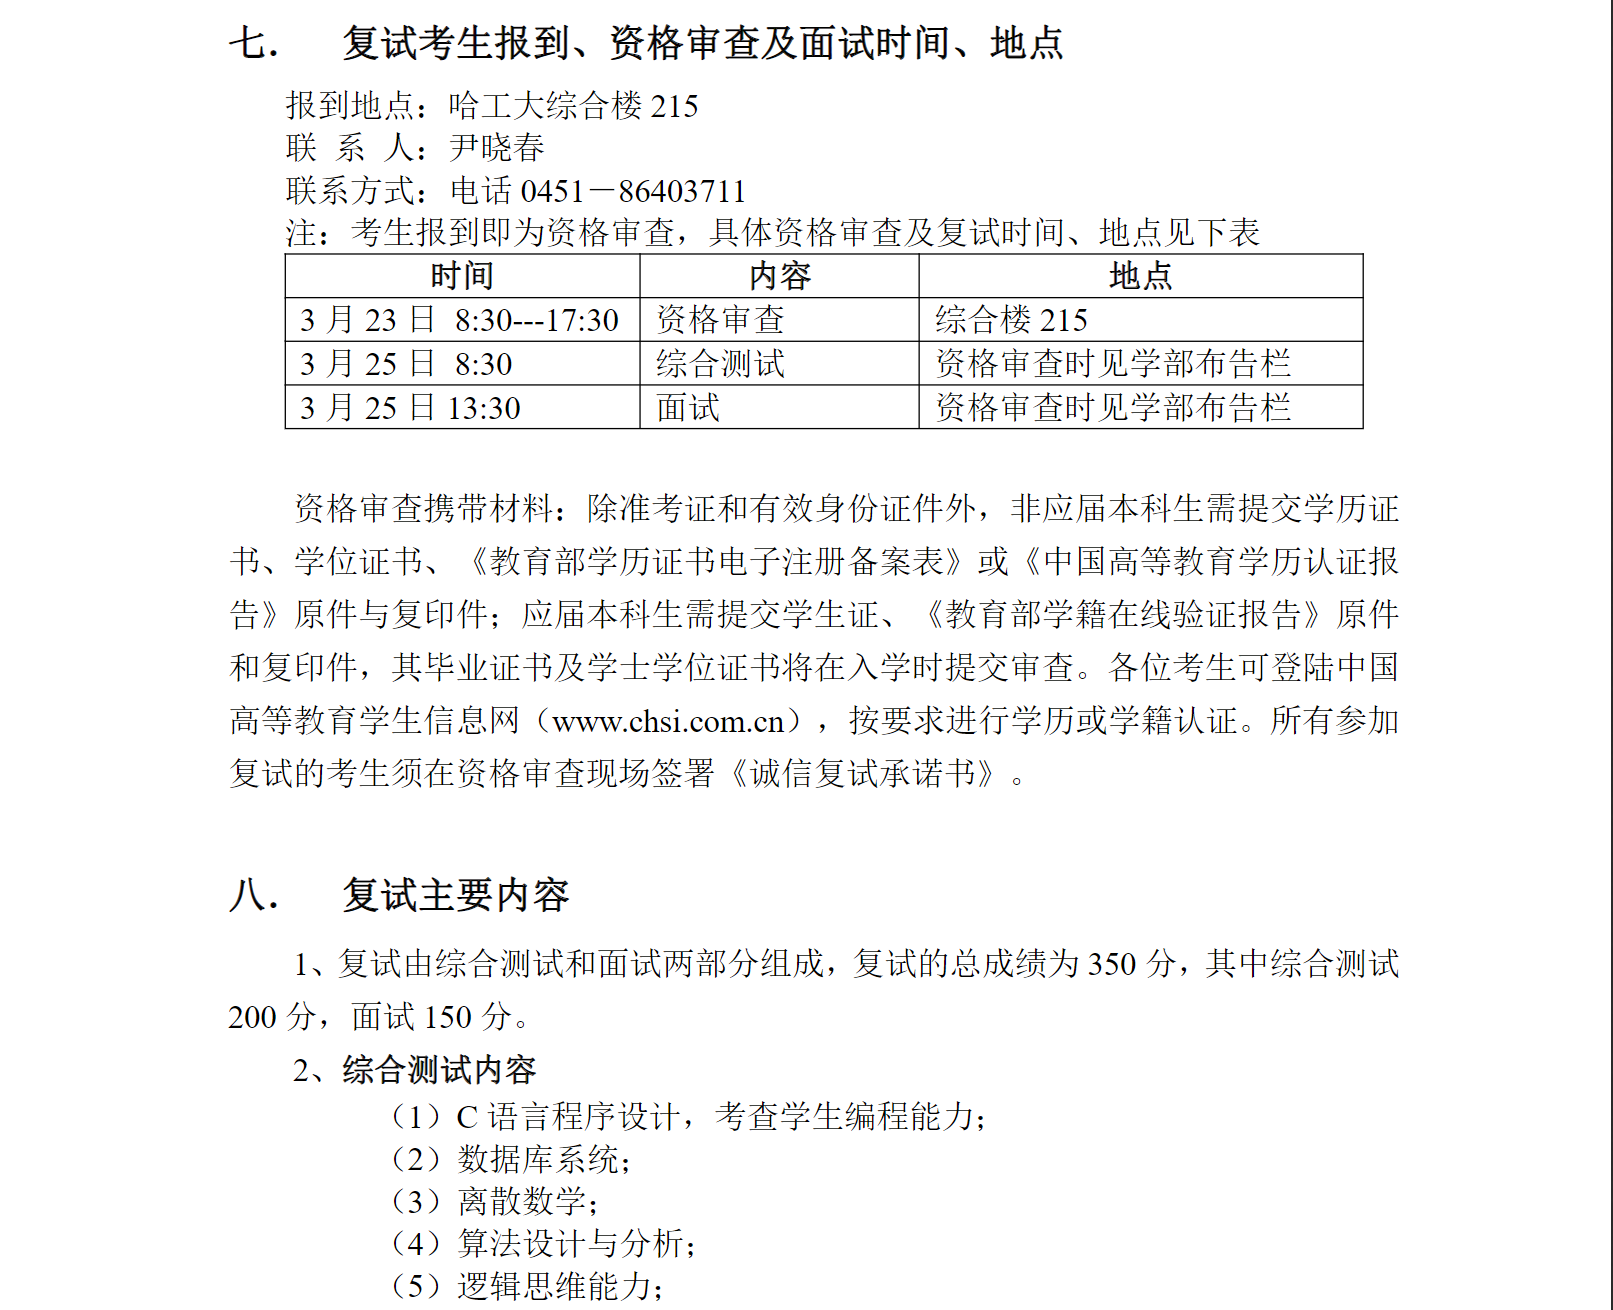 七． 复试考生报到、资格审查及面试时间、地点
报到地点：哈工大综合楼 215
联 系 人：尹晓春
联系方式：电话 0451－86403711
注：考生报到即为资格审查，具体资格审查及复试时间、地点见下表
时间 内容 地点
3 月 23 日 8:30---17:30 资格审查 综合楼 215
3 月 25 日 8:30 综合测试 资格审查时见学部布告栏
3 月 25 日 13:30 面试 资格审查时见学部布告栏
资格审查携带材料：除准考证和有效身份证件外，非应届本科生需提交学历证
书、学位证书、《教育部学历证书电子注册备案表》或《中国高等教育学历认证报
告》原件与复印件；应届本科生需提交学生证、《教育部学籍在线验证报告》原件
和复印件，其毕业证书及学士学位证书将在入学时提交审查。各位考生可登陆中国
高等教育学生信息网（www.chsi.com.cn），按要求进行学历或学籍认证。所有参加
复试的考生须在资格审查现场签署《诚信复试承诺书》。
八． 复试主要内容
1、复试由综合测试和面试两部分组成，复试的总成绩为 350 分，其中综合测试
200 分，面试 150 分。
2、综合测试内容
（1）C 语言程序设计，考查学生编程能力；
（2）数据库系统；
（3）离散数学；
（4）算法设计与分析；
（5）逻辑思维能力；